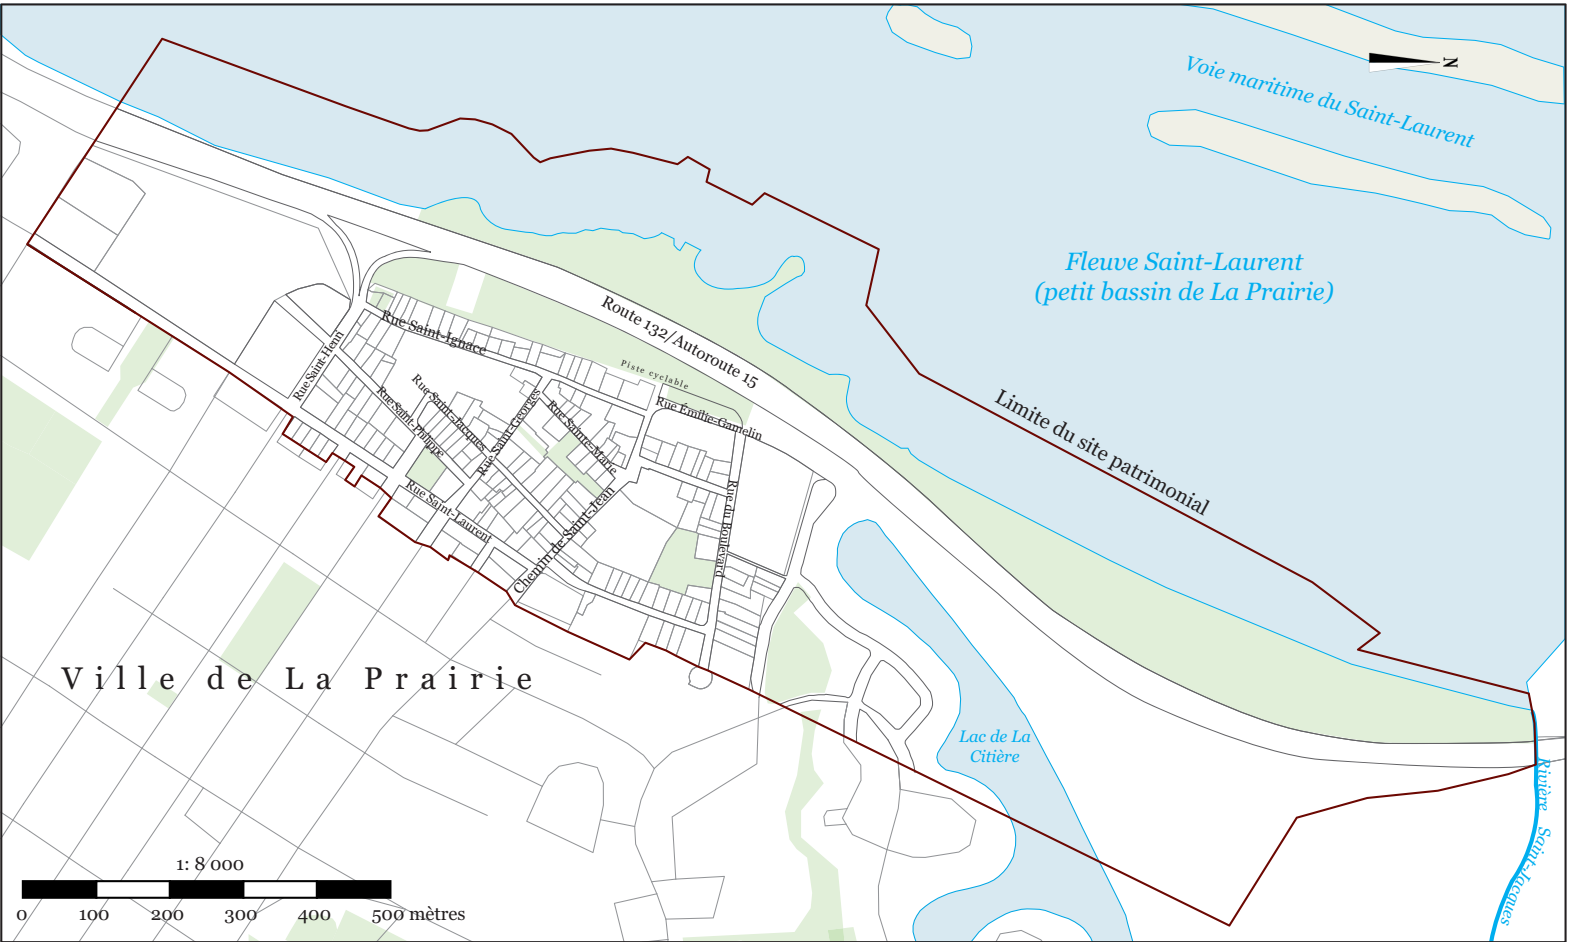 N
Voie maritime du Saint-Laurent
Fleuve Saint-Laurent
(petit bassin de La Prairie)
Route 132/Autoroute 15
Rue Saint-Ignace
Rue Saint-Henri
Piste cyclable
Rue Saint-Jacques
Rue Saint-Philippe
Rue Saint-Georges
Rue Sainte-Marie
Rue Émilie-Gamelin
Limite du site patrimonial
Rue Saint-Laurent
Chemin de Saint-Jean
Rue du Boulevard
Ville de La Prairie
Lac de La
Citière
Rivière Saint-Jacques
1: 8 000
0 100 200 300 400 500 mètres